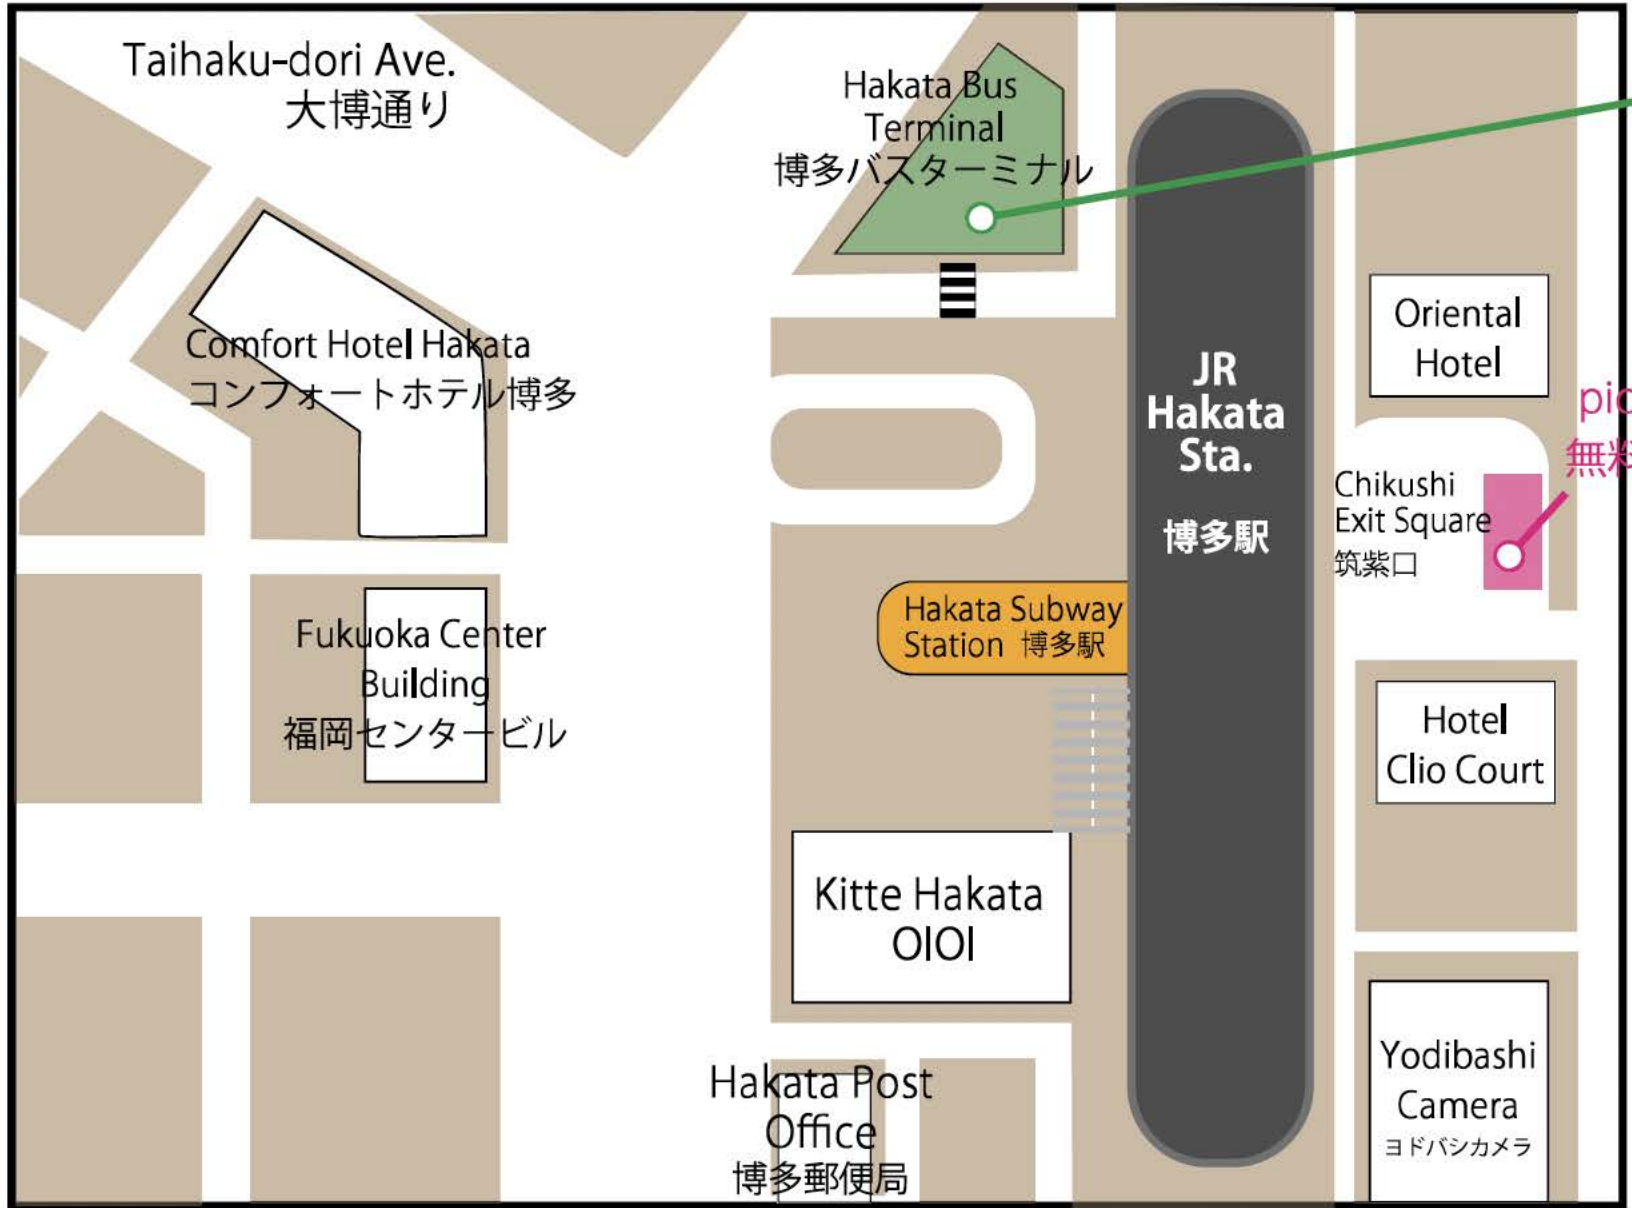 Taihaku-dori Ave.
大博通り
Hakata Bus
Terminal
博多バスターミナル
Comfort Hotel Hakata
コンフォートホテル博多
JR
Hakata
Sta.
博多駅
Oriental
Hotel
無料
Chikushi
Exit Square
筑紫口
Hakata Subway
Station 博多駅
Fukuoka Center
Building
福岡センタービル
Hotel
Clio Court
Kitte Hakata
OIOI
Hakata Post
Office
博多郵便局
Yodibashi
Camera
ヨドバシカメラ